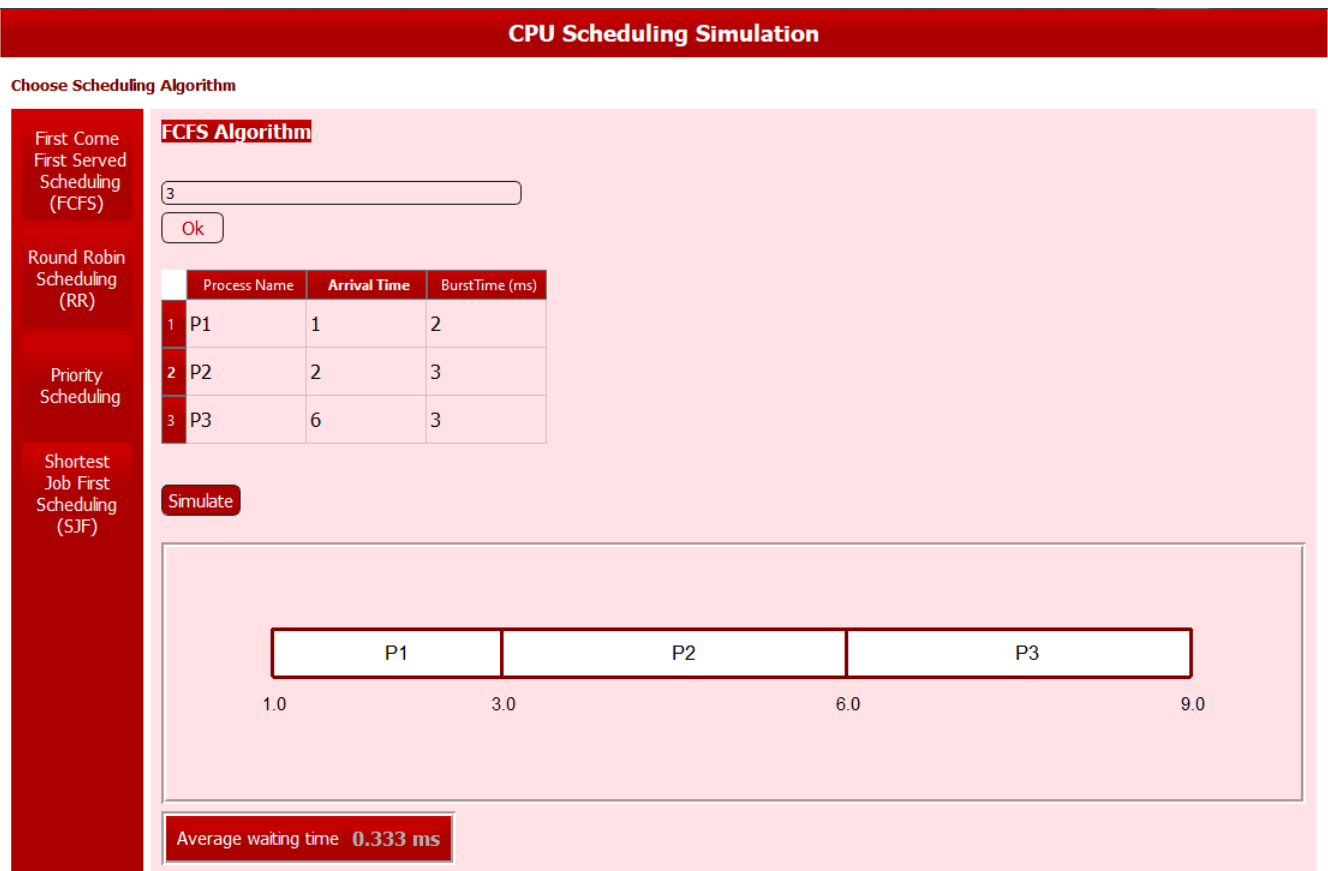 CPU Scheduling Simulation
Choose Scheduling Algorithm
First Come
First Served
Scheduling
(FCFS)
Round Robin
Scheduling
(RR)
Priority
Scheduling
Shortest
Job First
Scheduling
(SJF)
FCFS Algorithm
3
Ok
Process Name Arrival Time BurstTime (ms)
1 P1 1 2
2 P2 2 3
3 P3 6 3
Simulate
P1 P2 P3
1.0 3.0 6.0 9.0
Average waiting time 0.333 ms